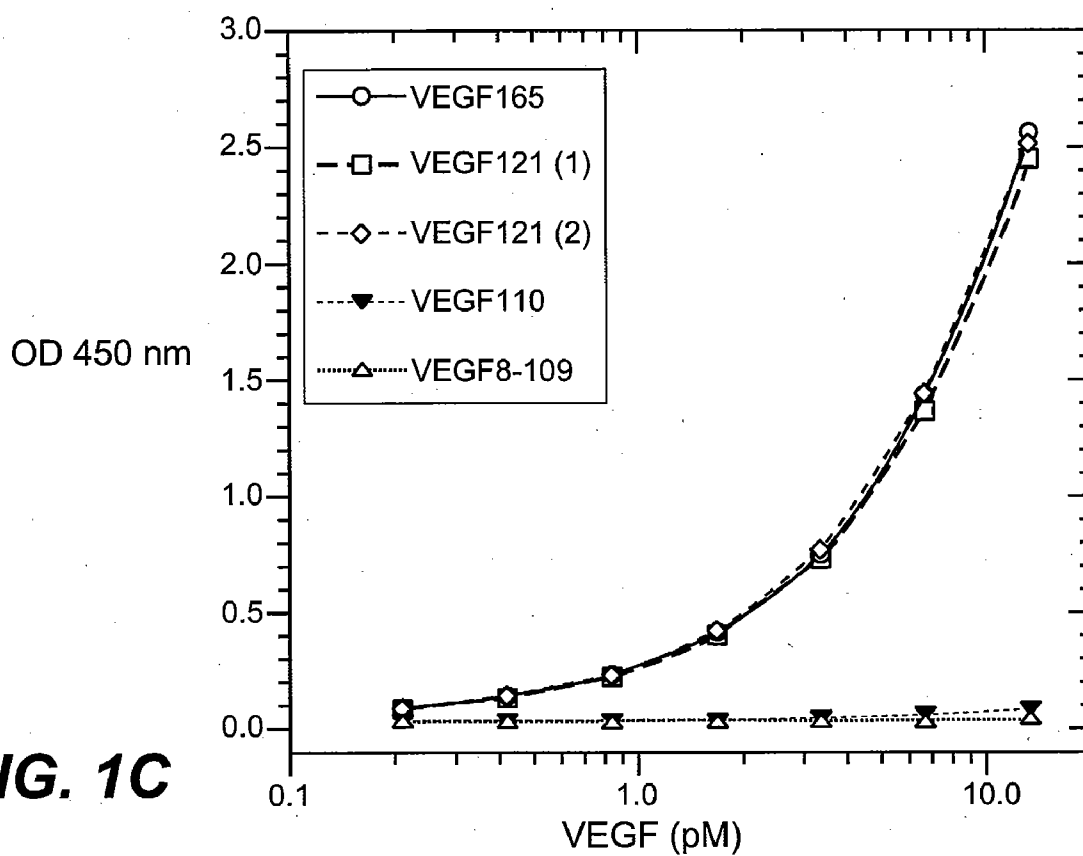 3.0
2.5
2.0
1.5
1.0
0.5
0.0
OD 450 nm
VEGF165
VEGF121 (1)
VEGF121 (2)
VEGF110
VEGF8-109
0.1
1.0
10.0
VEGF (pM)
IG. 1C